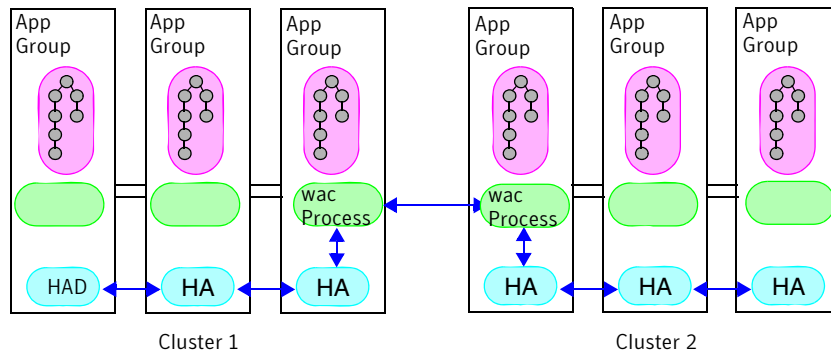 App
Group
App
Group
App
Group
App
Group
App
Group
App
Group
wac
Process
wac
Process
HAD
HA
HA
HA
HA
HA
Cluster 1
Cluster 2